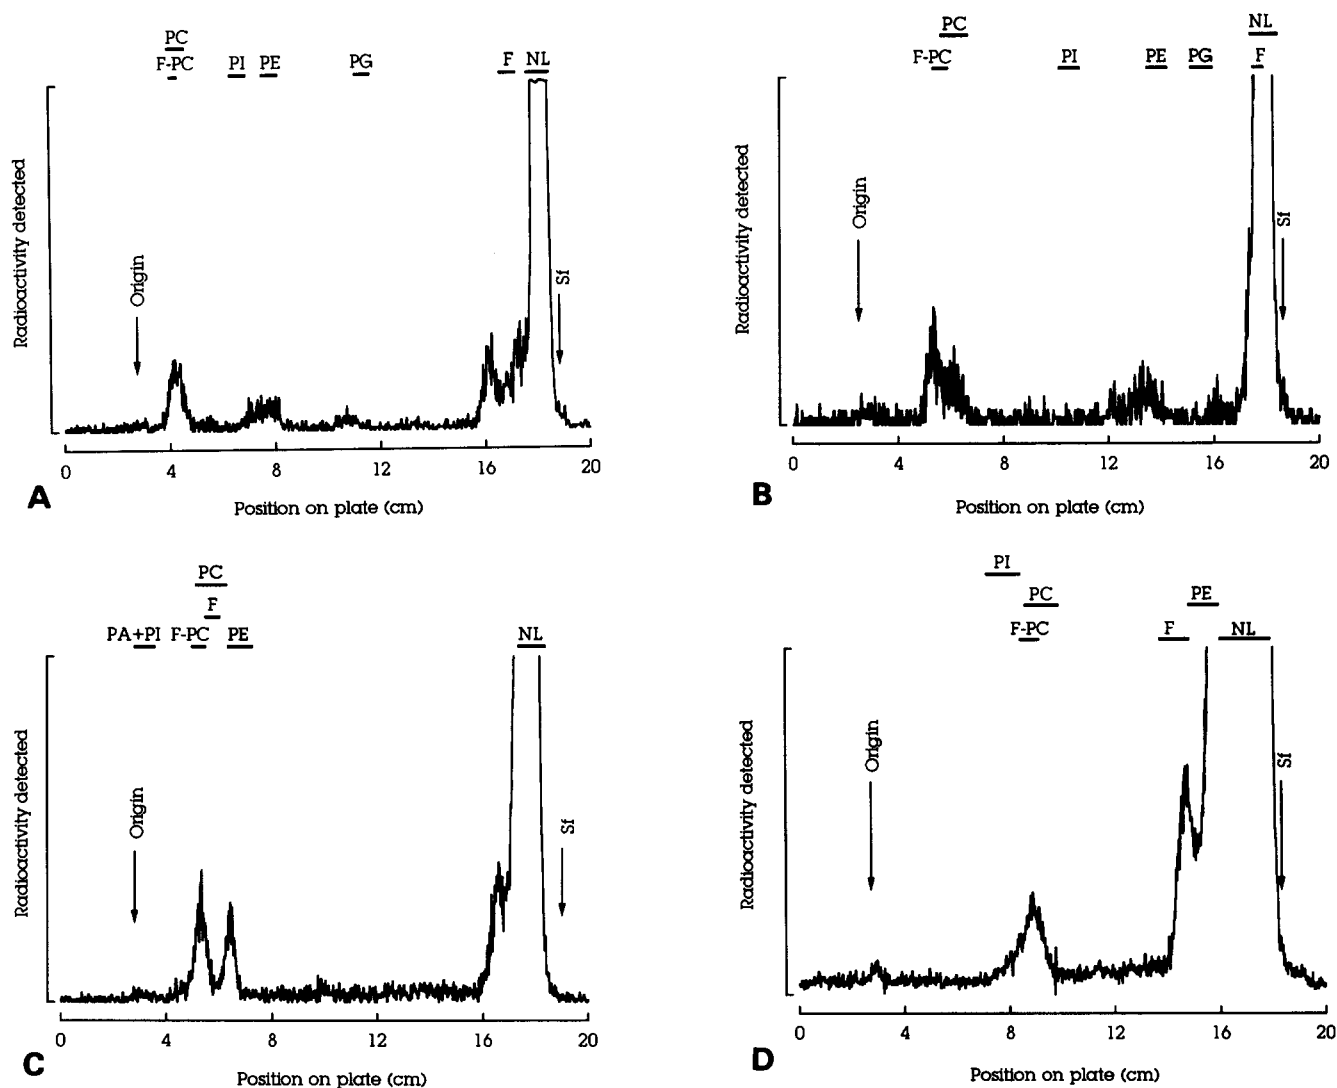 PC
F-PC PI PE PG F NL
Radioactivity detected
Origin
Sf
0 4 8 12 16 20
A
Position on plate (cm)
PC NL
F-PC PI PE PG F
Radioactivity detected
Origin
Sf
0 4 8 12 16 20
B
Position on plate (cm)
PC
F
PA+PI F-PC PE NL
Radioactivity detected
Origin
Sf
0 4 8 12 16 20
C
Position on plate (cm)
PI
PC PE
F-PC F NL
Radioactivity detected
Origin
Sf
0 4 8 12 16 20
D
Position on plate (cm)